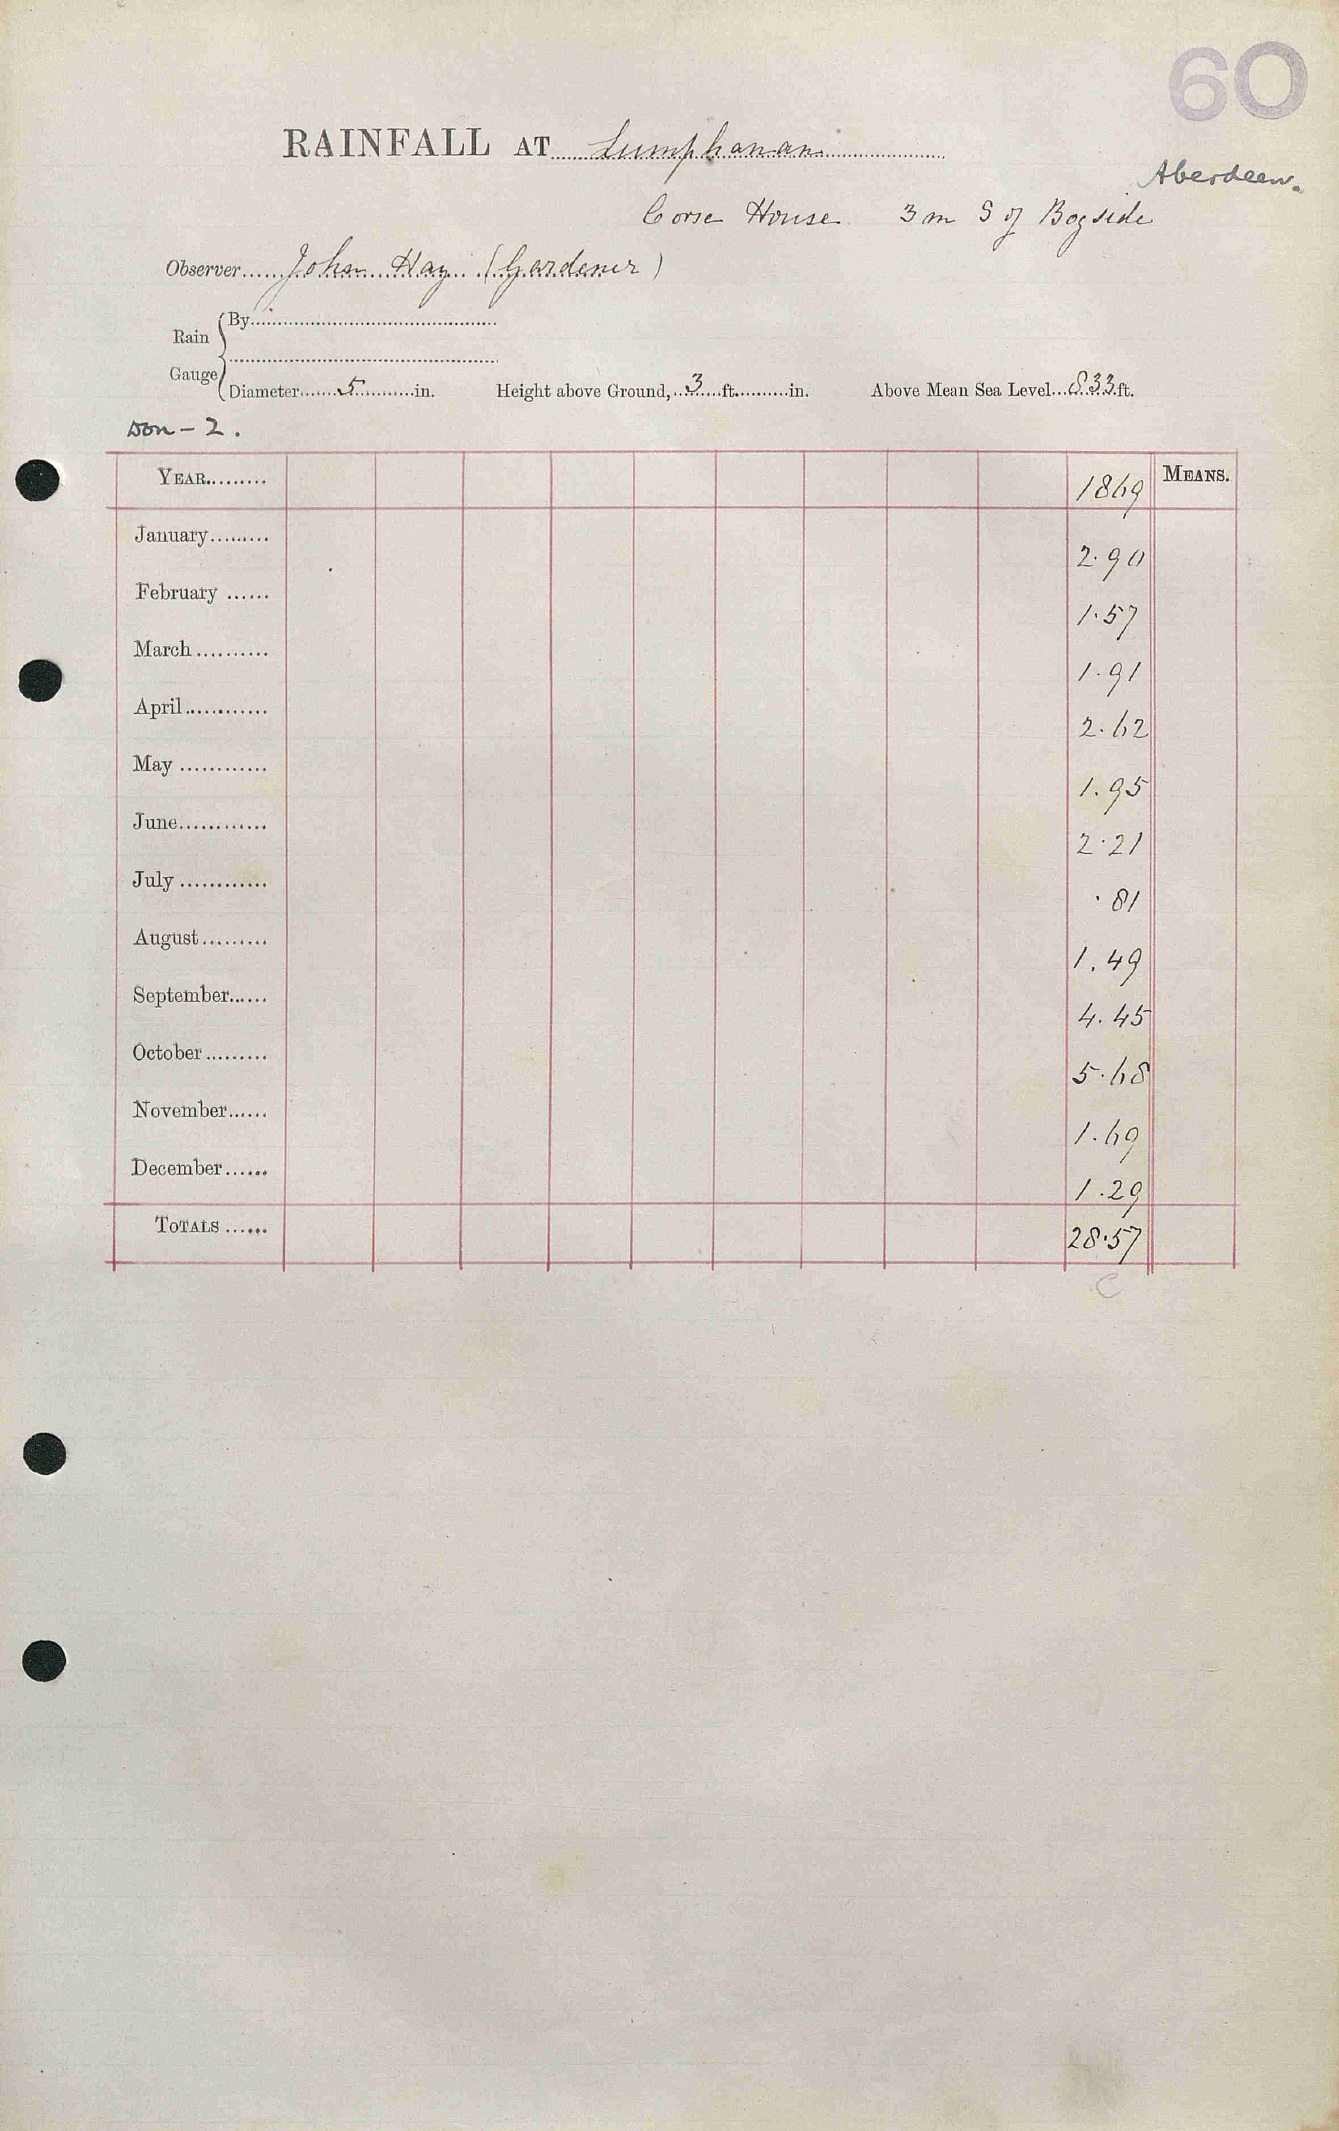 60
RAINFALL AT Lumphanan
Aberdeen.
Corse House 3 m S of Bogside
Observer John Hay (Gardener)
Rain Gauge
By
Diameter 5 in. Height above Ground, 3 ft. in. Above Mean Sea Level 833 ft.
Don - 2.
YEAR 1869 MEANS.
January 2.90
February 1.57
March 1.91
April 2.62
May 1.95
June 2.21
July .81
August 1.49
September 4.45
October 5.68
November 1.69
December 1.29
TOTALS 28.57
C